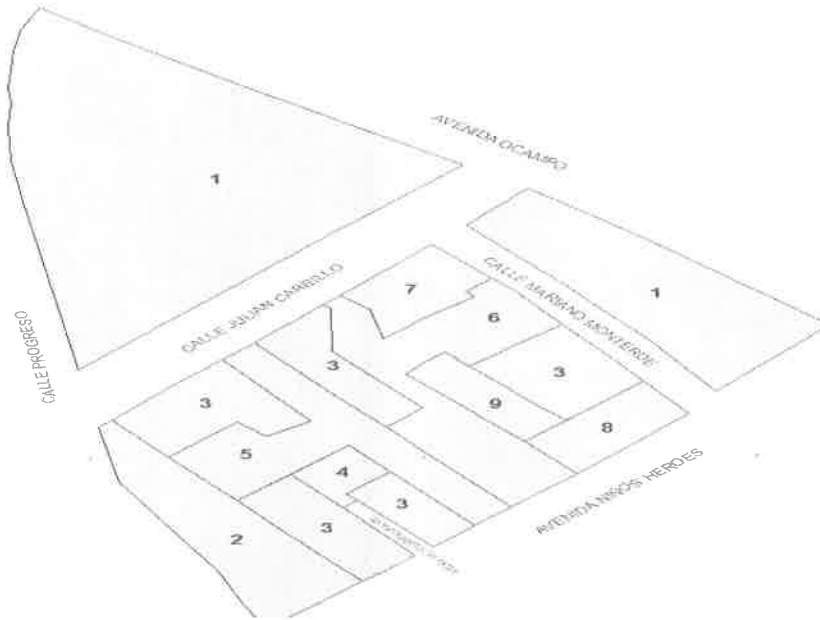 AVENIDA OCAMPO
1
CALLE MARIANO MONTERDE
1
7
CALLE JULIAN CARRILLO
6
CALLE PROGRESO
3
3
3
9
8
5
4
3
AVENIDA NIÑOS HEROES
3
2